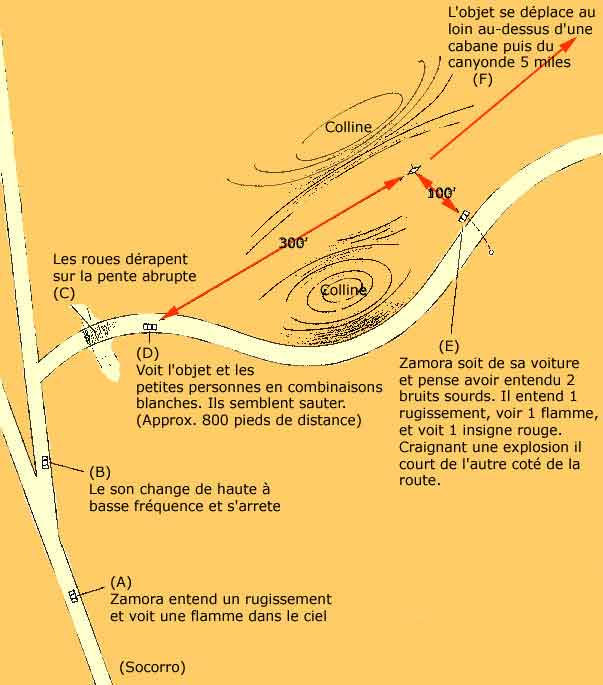 L'objet se déplace au
loin au-dessus d'une
cabane puis du
canyonde 5 miles
(F)
Colline
100'
300'
Les roues dérapent
sur la pente abrupte
(C)
Colline
(D)
Voit l'objet et les
petites personnes en combinaisons
blanches. Ils semblent sauter.
(Approx. 800 pieds de distance)
(E)
Zamora soit de sa voiture
et pense avoir entendu 2
bruits sourds. Il entend 1
rugissement, voir 1 flamme,
et voit 1 insigne rouge.
Craignant une explosion il
court de l'autre coté de la
route.
(B)
Le son change de haute à
basse fréquence et s'arrete
(A)
Zamora entend un rugissement
et voit une flamme dans le ciel
(Socorro)